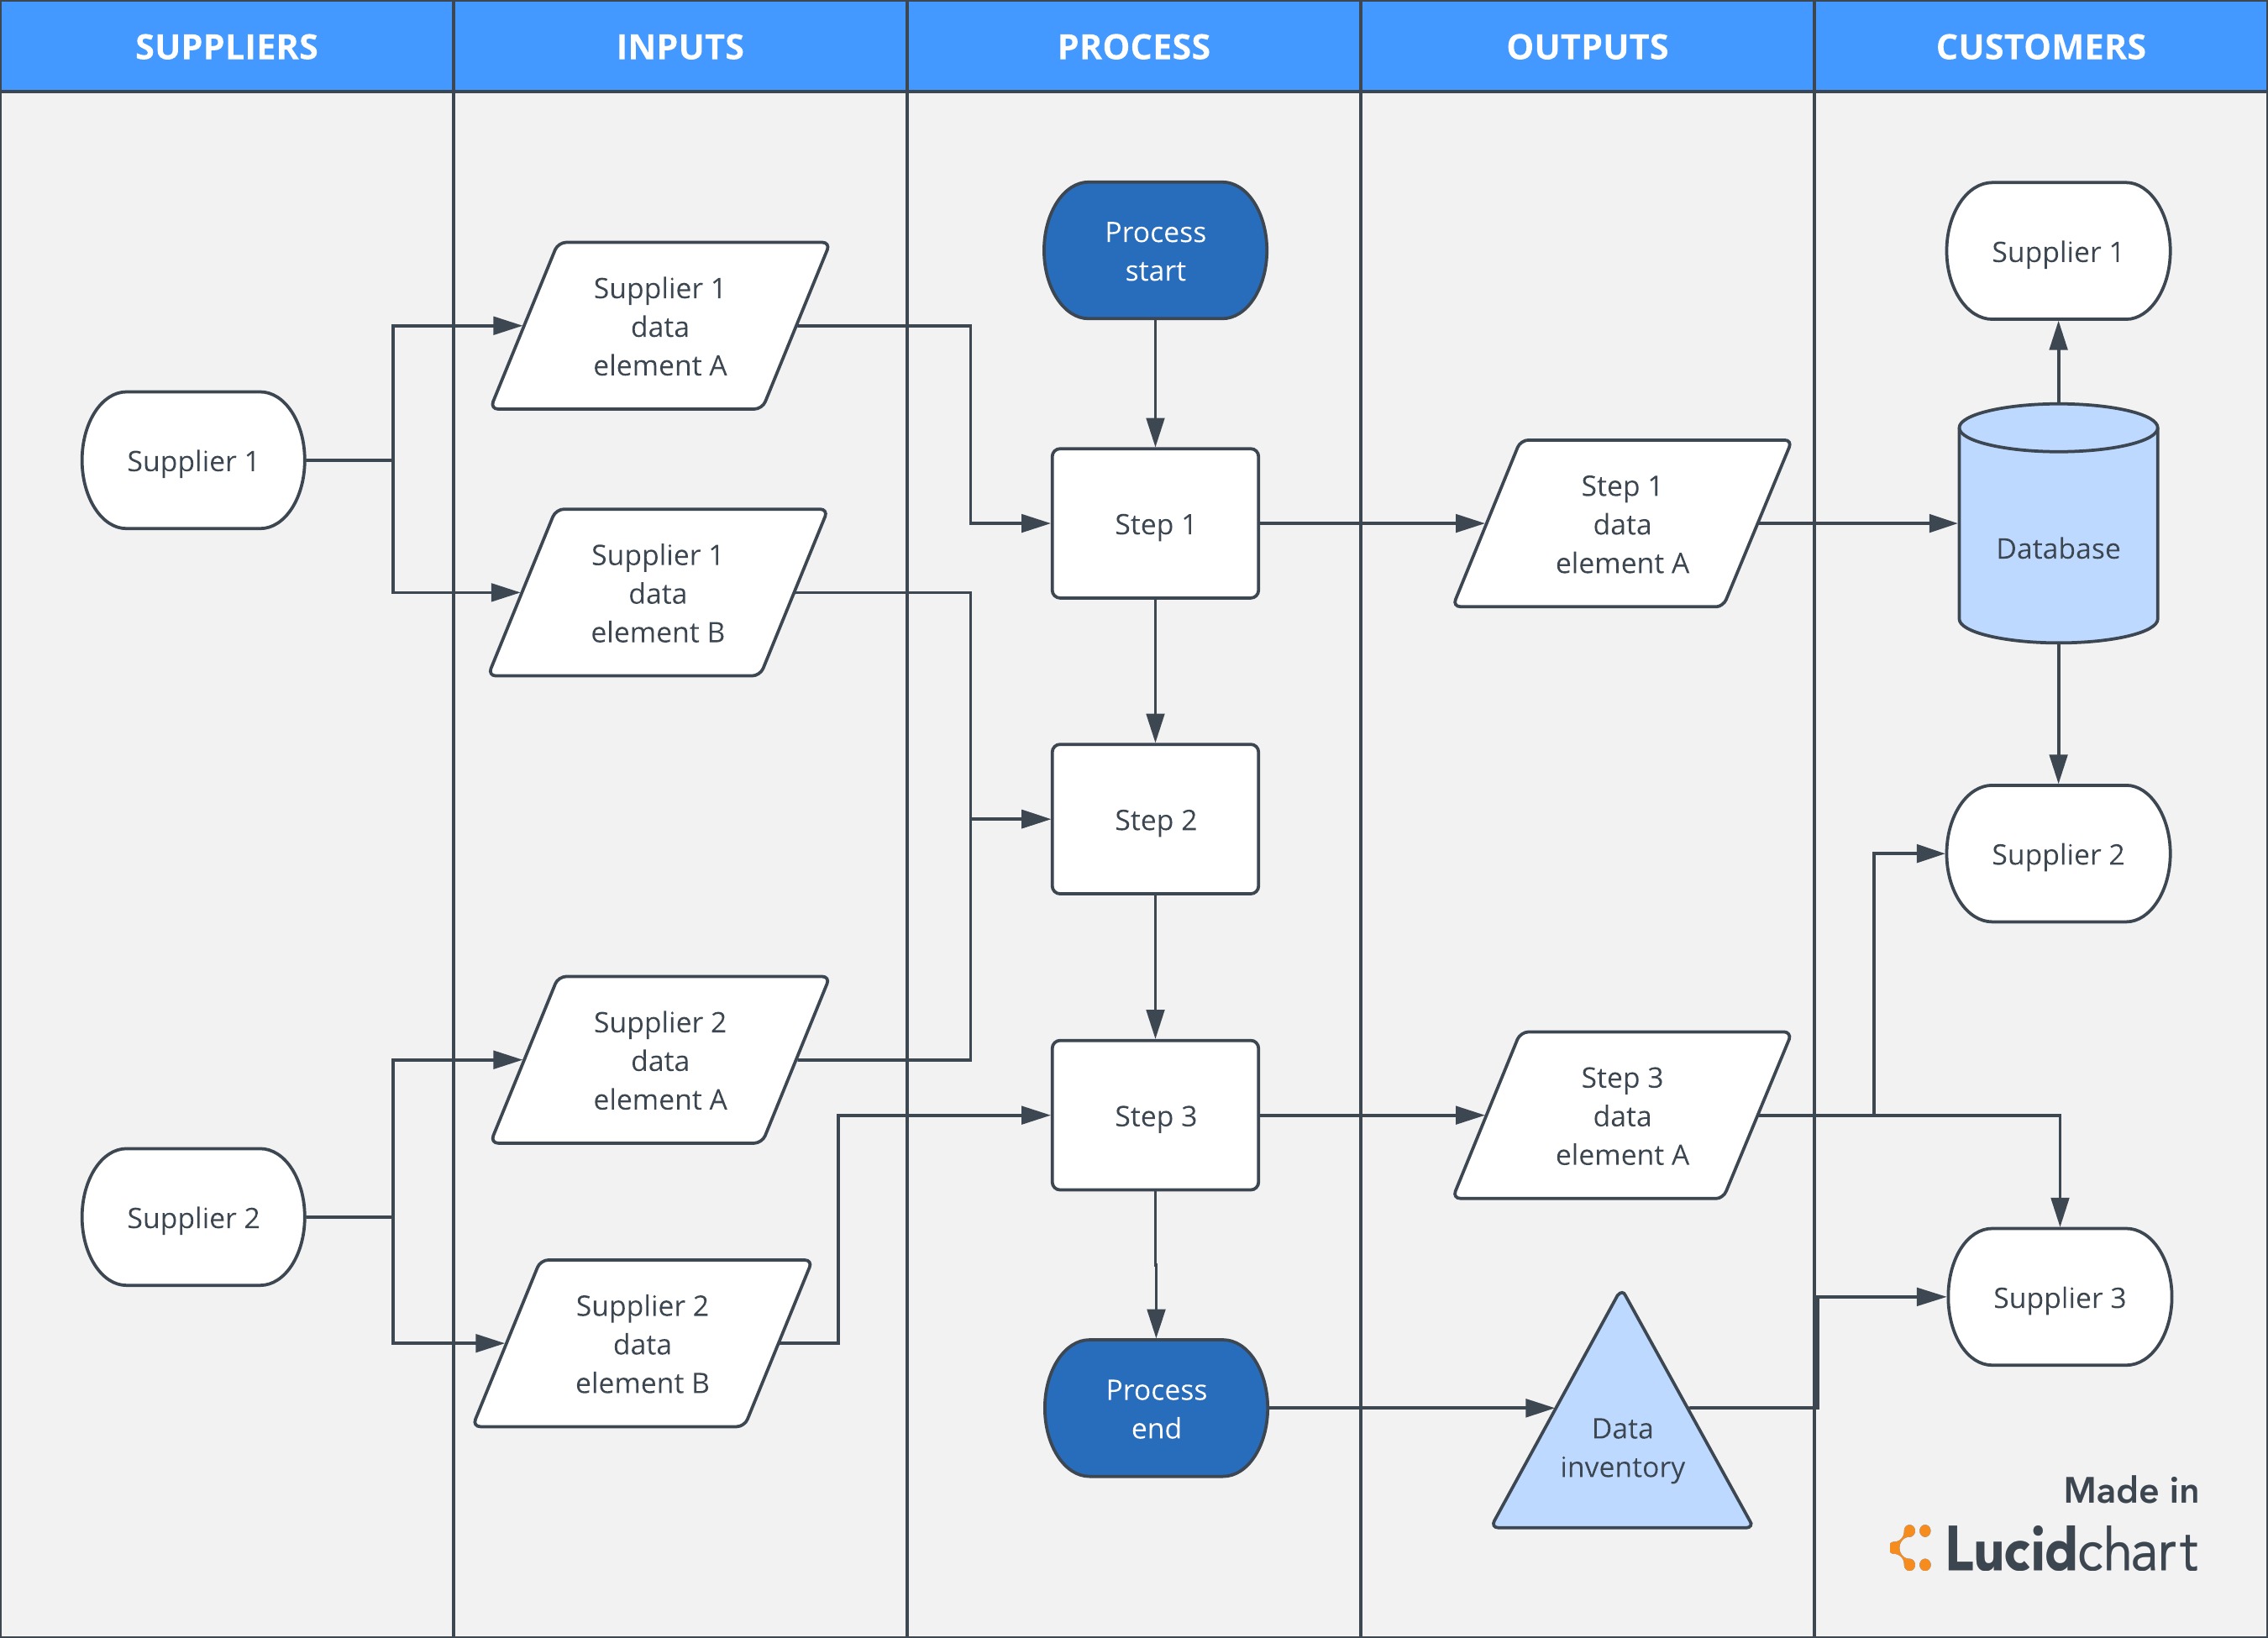 SUPPLIERS
INPUTS
PROCESS
OUTPUTS
CUSTOMERS
Supplier 1
Supplier 2
Supplier 1
data
element A
Supplier 1
data
element B
Supplier 2
data
element A
Supplier 2
data
element B
Process
start
Step 1
Step 2
Step 3
Process
end
Step 1
data
element A
Step 3
data
element A
Data
inventory
Supplier 1
Database
Supplier 2
Supplier 3
Made in
Lucidchart